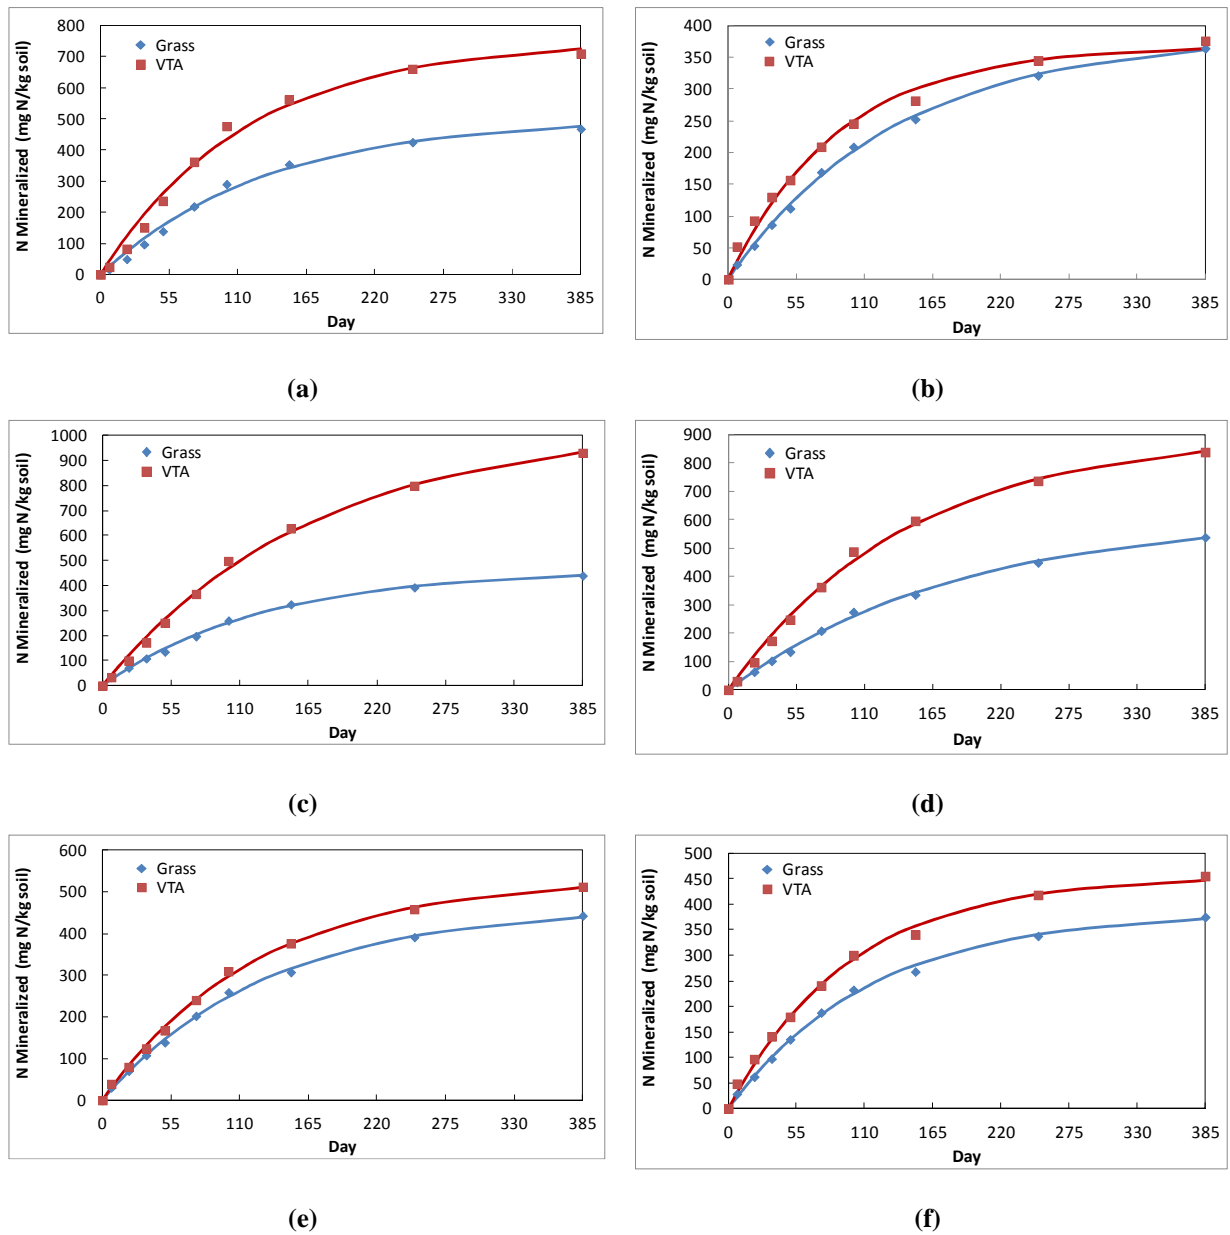 N Mineralized (mg N/kg soil)
800
700
600
500
400
300
200
100
0
Grass
VTA
0 55 110 165 220 275 330 385
Day
(a)
N Mineralized (mg N/kg soil)
400
350
300
250
200
150
100
50
0
Grass
VTA
0 55 110 165 220 275 330 385
Day
(b)
N Mineralized (mg N/kg soil)
1000
900
800
700
600
500
400
300
200
100
0
Grass
VTA
0 55 110 165 220 275 330 385
Day
(c)
N Mineralized (mg N/kg soil)
900
800
700
600
500
400
300
200
100
0
Grass
VTA
0 55 110 165 220 275 330 385
Day
(d)
N Mineralized (mg N/kg soil)
600
500
400
300
200
100
0
Grass
VTA
0 55 110 165 220 275 330 385
Day
(e)
N Mineralized (mg N/kg soil)
500
450
400
350
300
250
200
150
100
50
0
Grass
VTA
0 55 110 165 220 275 330 385
Day
(f)